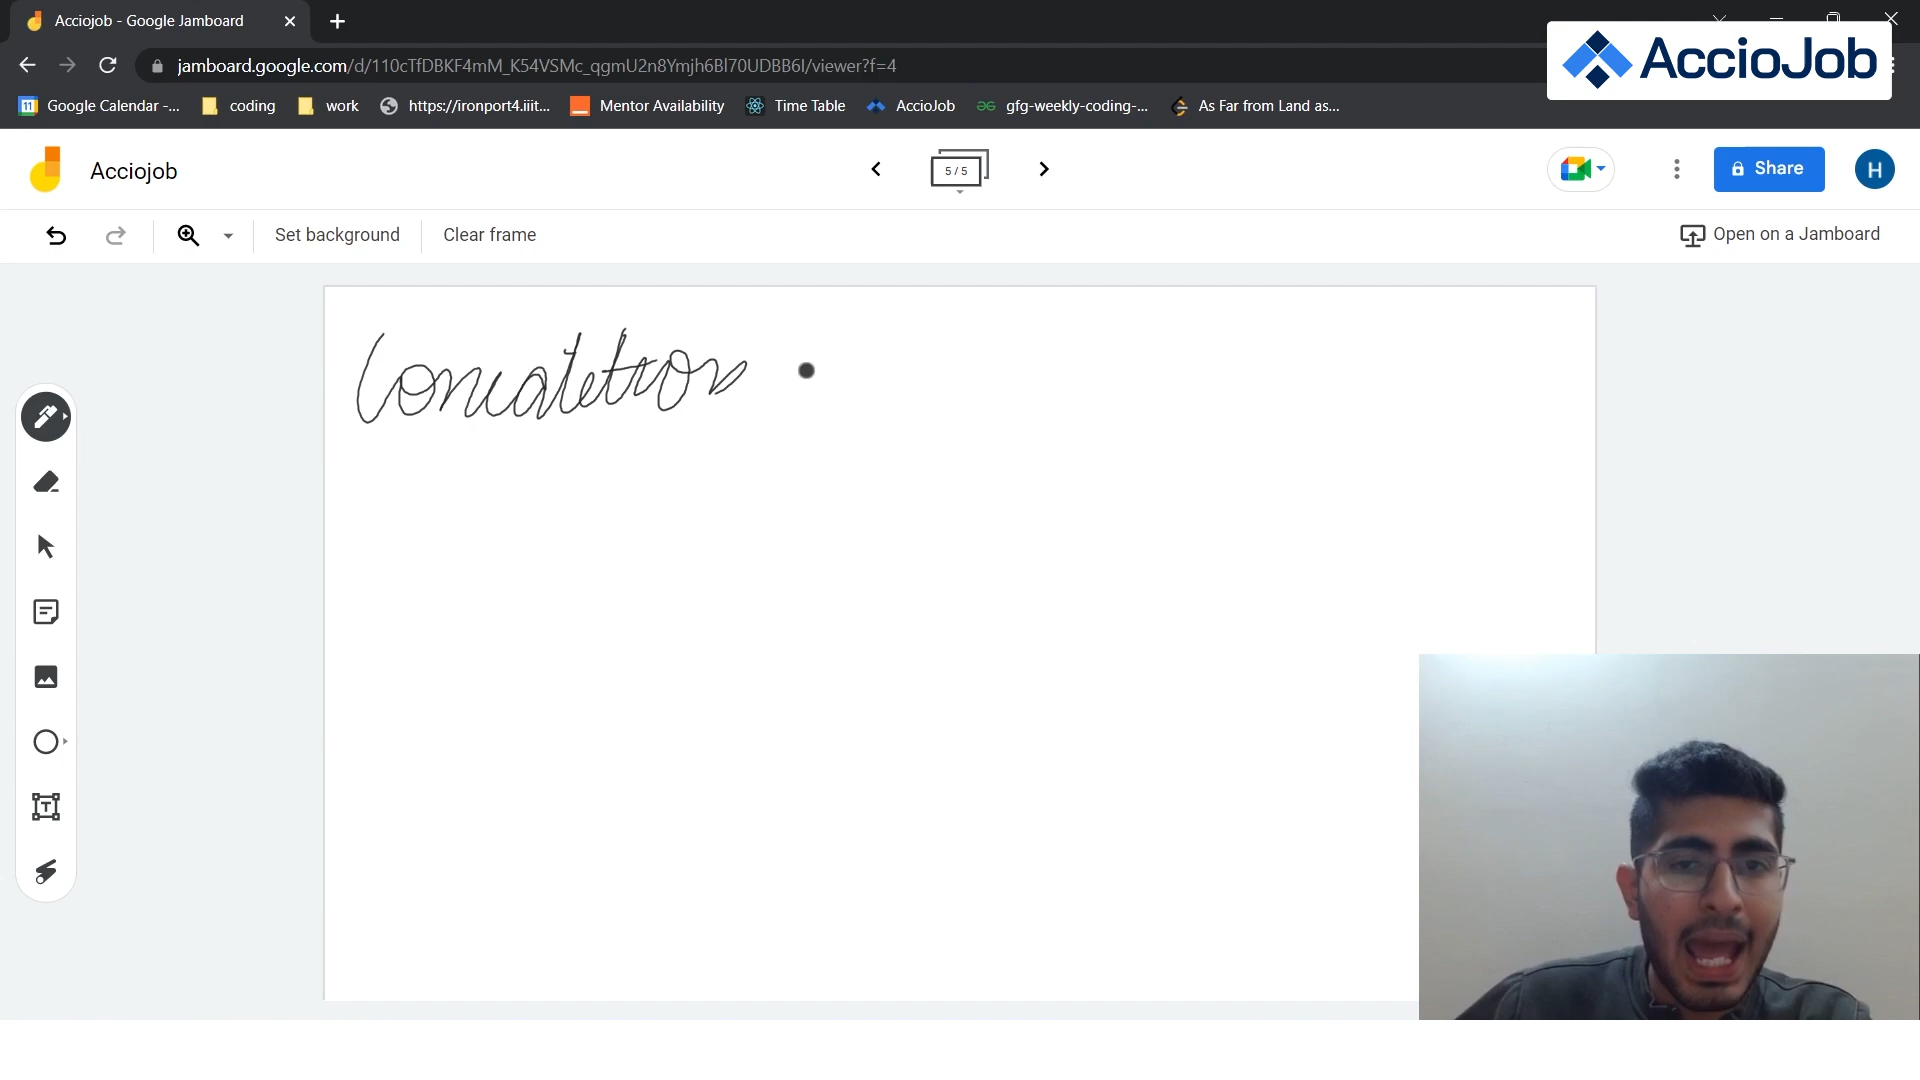 Acciojob - Google Jamboard
jamboard.google.com/d/110cTfDBKF4mM_K54VSMc_qgmU2n8Ymjh6Bl70UDBB6I/viewer?f=4
AccioJob
11 Google Calendar -... coding work https://ironport4.iiit... Mentor Availability Time Table AccioJob gfg-weekly-coding-... As Far from Land as...
Acciojob 5 / 5 Share H
Set background Clear frame Open on a Jamboard